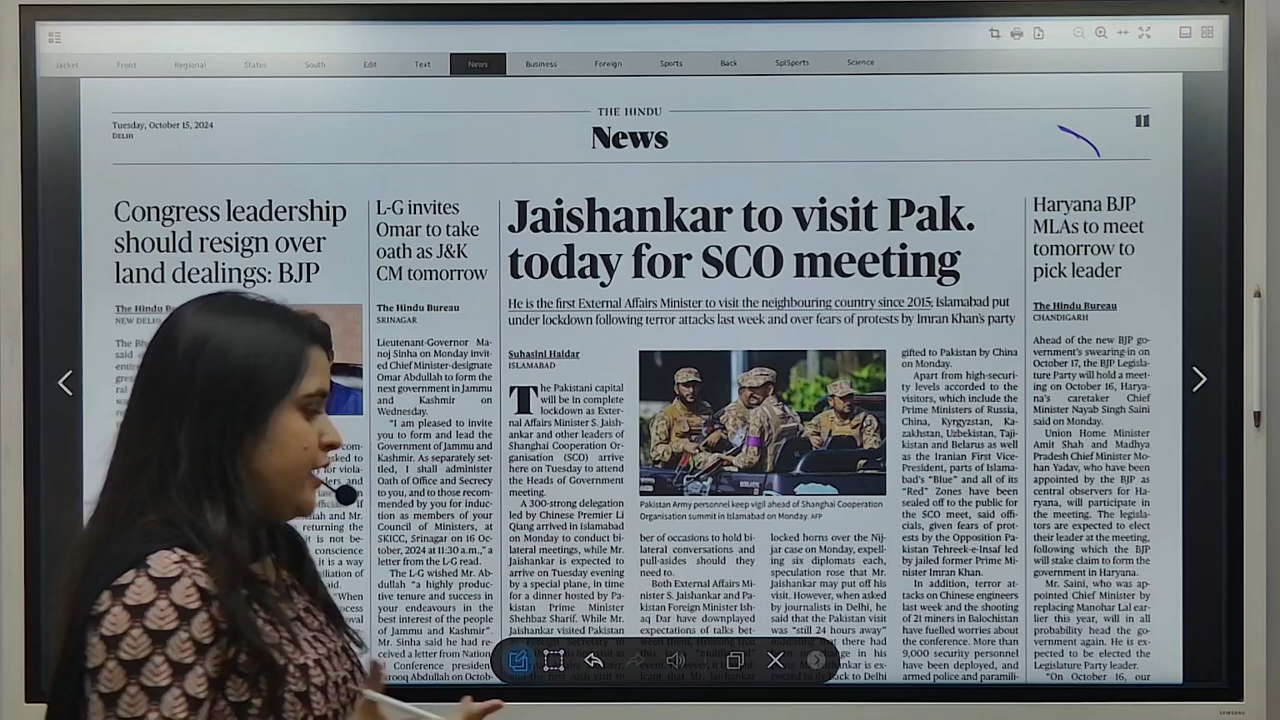 Jacket Front Regional States South Edit Text News Business Foreign Sports Back SplSports Science
Tuesday, October 15, 2024
DELHI
THE HINDU
News
11
Congress leadership
should resign over
land dealings: BJP
The Hindu
NEW DELHI
L-G invites
Omar to take
oath as J&K
CM tomorrow
The Hindu Bureau
SRINAGAR
Lieutenant-Governor Ma-
noj Sinha on Monday invit-
ed Chief Minister-designate
Omar Abdullah to form the
next government in Jammu
and Kashmir on
Wednesday.
"I am pleased to invite
you to form and lead the
Government of Jammu and
Kashmir. As separately set-
tled, I shall administer
Oath of Office and Secrecy
to you, and to those recom-
mended by you for induc-
tion as members of your
Council of Ministers, at
SKICC, Srinagar on 16 Oc-
tober, 2024 at 11:30 a.m.," a
letter from the L-G read.
The L-G wished Mr. Ab-
dullah "a highly produc-
tive tenure and success in
your endeavours in the
best interest of the people
of Jammu and Kashmir".
Mr. Sinha said he had re-
ceived a letter from Nation
Conference presiden
arooq Abdullah on Octob-
Jaishankar to visit Pak.
today for SCO meeting
He is the first External Affairs Minister to visit the neighbouring country since 2015; Islamabad put
under lockdown following terror attacks last week and over fears of protests by Imran Khan's party
Suhasini Haidar
ISLAMABAD
The Pakistani capital
will be in complete
lockdown as Exter-
nal Affairs Minister S. Jaish-
ankar and other leaders of
Shanghai Cooperation Or-
ganisation (SCO) arrive
here on Tuesday to attend
the Heads of Government
meeting.
A 300-strong delegation
led by Chinese Premier Li
Qiang arrived in Islamabad
on Monday to conduct bi-
lateral meetings, while Mr.
Jaishankar is expected to
arrive on Tuesday evening
by a special plane, in time
for a dinner hosted by Pa-
kistan Prime Minister
Shehbaz Sharif. While Mr.
Jaishankar visited Pakistan
Pakistan Army personnel keep vigil ahead of Shanghai Cooperation
Organisation summit in Islamabad on Monday. AFP
ber of occasions to hold bi-
lateral conversations and
pull-asides should they
need to.
Both External Affairs Mi-
nister S. Jaishankar and Pa-
kistan Foreign Minister Ish-
aq Dar have downplayed
expectations of talks bet-
locked horns over the Nij-
jar case on Monday, expell-
ing six diplomats each,
speculation rose that Mr.
Jaishankar may put off his
visit. However, when asked
by journalists in Delhi, he
said that the Pakistan visit
was "still 24 hours away"
there had
ge in his
ankar is ex-
back to Delhi
gifted to Pakistan by China
on Monday.
Apart from high-securi-
ty levels accorded to the
visitors, which include the
Prime Ministers of Russia,
China, Kyrgyzstan, Ka-
zakhstan, Uzbekistan, Taji-
kistan and Belarus as well
as the Iranian First Vice-
President, parts of Islama-
bad's "Blue" and all of its
"Red" Zones have been
sealed off to the public for
the SCO meet, said offi-
cials, given fears of prot-
ests by the Opposition Pa-
kistan Tehreek-e-Insaf led
by jailed former Prime Mi-
nister Imran Khan.
In addition, terror at-
tacks on Chinese engineers
last week and the shooting
of 21 miners in Balochistan
have fuelled worries about
the conference. More than
9,000 security personnel
have been deployed, and
armed police and paramili-
Haryana BJP
MLAs to meet
tomorrow to
pick leader
The Hindu Bureau
CHANDIGARH
Ahead of the new BJP go-
vernment's swearing-in on
October 17, the BJP Legisla-
ture Party will hold a meet-
ing on October 16, Harya-
na's caretaker Chief
Minister Nayab Singh Saini
said on Monday.
Union Home Minister
Amit Shah and Madhya
Pradesh Chief Minister Mo-
han Yadav, who have been
appointed by the BJP as
central observers for Ha-
ryana, will participate in
the meeting. The legisla-
tors are expected to elect
their leader at the meeting,
following which the BJP
will stake claim to form the
government in Haryana.
Mr. Saini, who was ap-
pointed Chief Minister by
replacing Manohar Lal ear-
lier this year, will in all
probability head the go-
vernment again. He is ex-
pected to be elected the
Legislature Party leader.
"On October 16, our
SAMSUNG